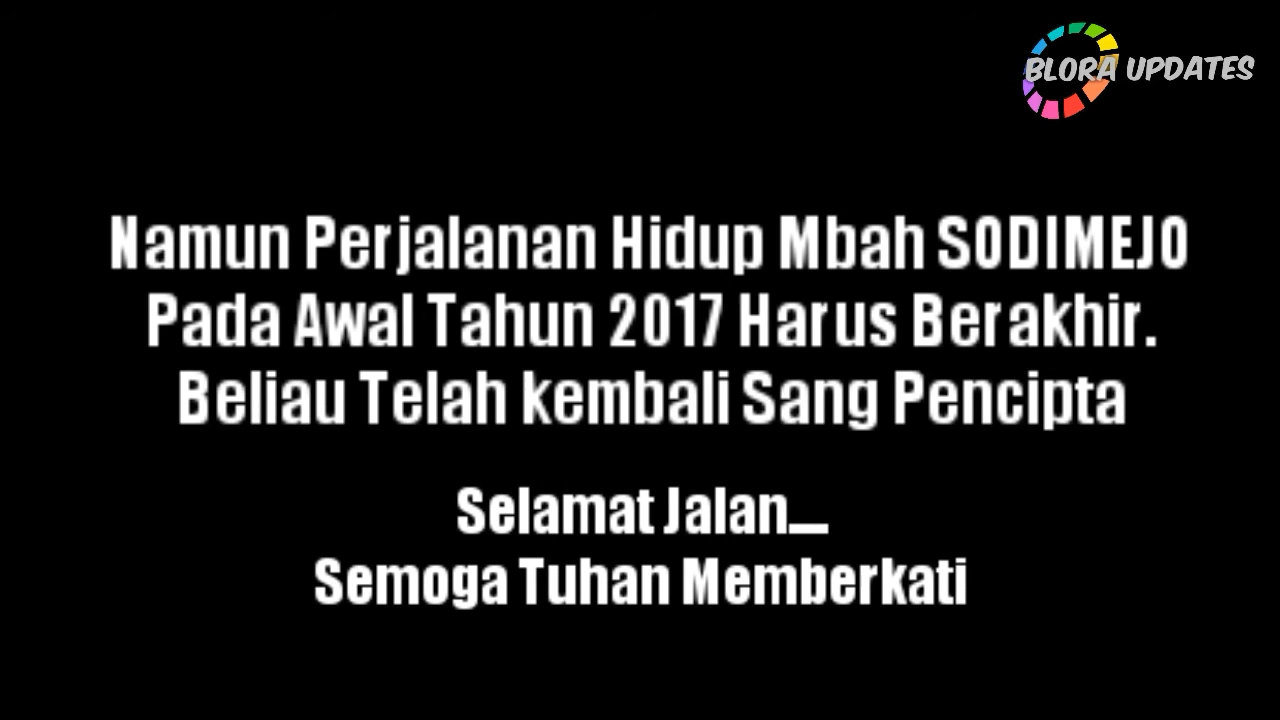 BLORA UPDATES
Namun Perjalanan Hidup Mbah SODIMEJO
Pada Awal Tahun 2017 Harus Berakhir.
Beliau Telah kembali Sang Pencipta
Selamat Jalan....
Semoga Tuhan Memberkati